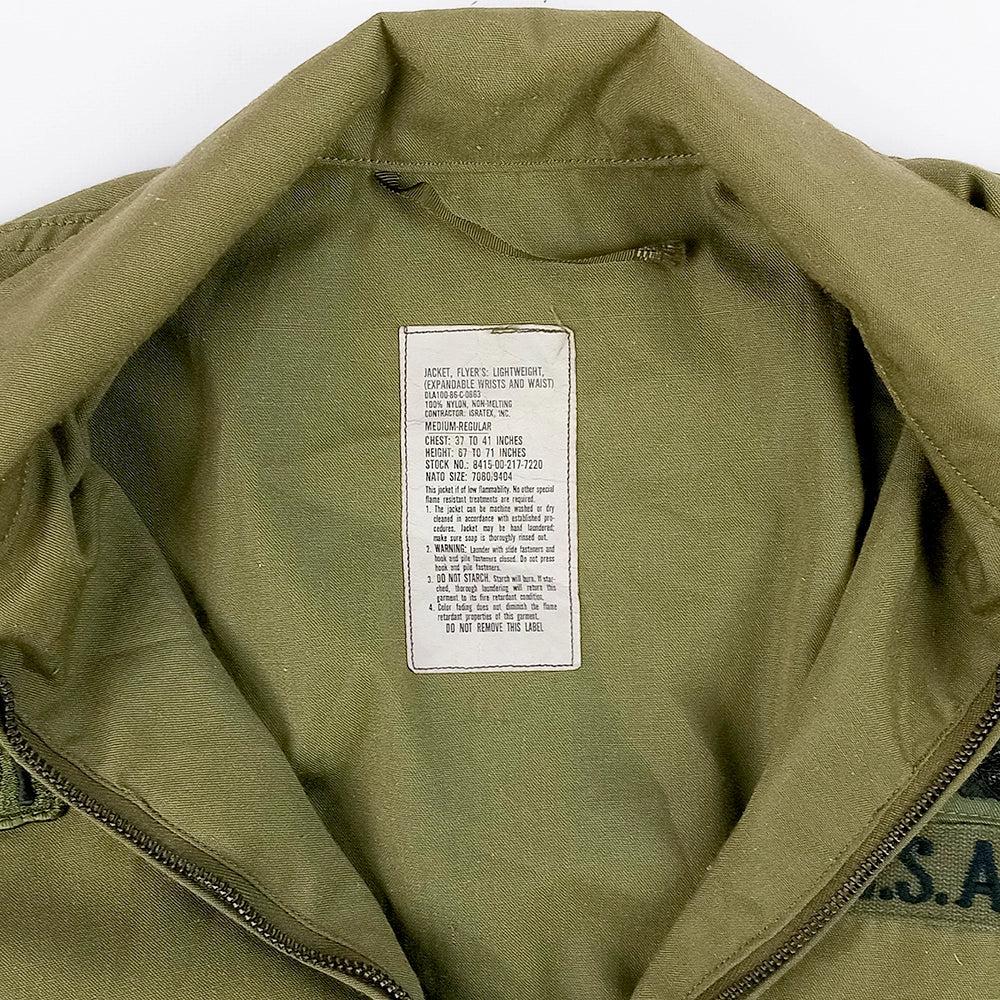 JACKET, FLYER'S: LIGHTWEIGHT,
(EXPANDABLE WRISTS AND WAIST)
DLA100-86-C-0663
100% NYLON, NON-MELTING
CONTRACTOR: ISRATEX, INC.
MEDIUM-REGULAR
CHEST: 37 TO 41 INCHES
HEIGHT: 67 TO 71 INCHES
STOCK NO.: 8415-00-217-7220
NATO SIZE: 7080/9404
This jacket if of low flammability. No other special
flame resistant treatments are required.
1. The jacket can be machine washed or dry
cleaned in accordance with established pro-
cedures. Jacket may be hand laundered;
make sure soap is thoroughly rinsed out.
2. WARNING: Launder with slide fasteners and
hook and pile fasteners closed. Do not press
hook and pile fasteners.
3. DO NOT STARCH. Starch will burn. If star-
ched, thorough laundering will return this
garment to its fire retardant condition.
4. Color fading does not diminish the flame
retardant properties of this garment.
DO NOT REMOVE THIS LABEL
.S.A